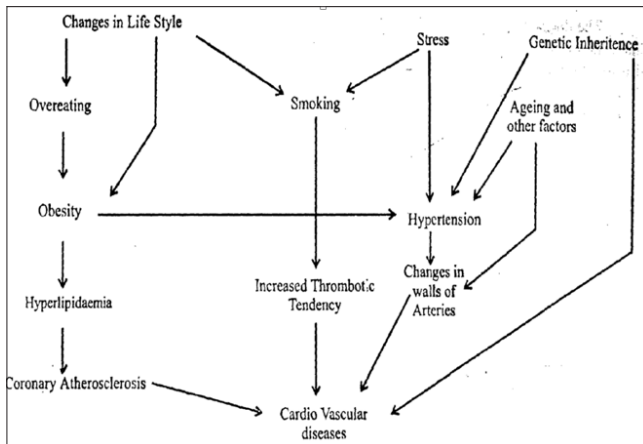 Changes in Life Style
Stress
Genetic Inheritence
Overeating
Smoking
Ageing and
other factors
Obesity
Hypertension
Hyperlipidaemia
Increased Thrombotic
Tendency
Changes in
walls of
Arteries
Coronary Atherosclerosis
Cardio Vascular
diseases